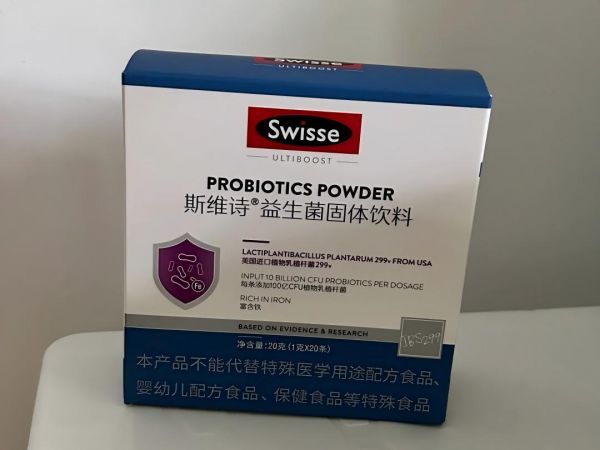 Swisse
ULTIBOOST
Swisse
ULTIBOOST
PROBIOTICS POWDER
斯维诗®益生菌固体饮料
LACTIPLANTIBACILLUS PLANTARUM 299v FROM USA
美国进口植物乳植杆菌299v
INPUT 10 BILLION CFU PROBIOTICS PER DOSAGE
每条添加100亿CFU植物乳植杆菌
Fe
RICH IN IRON
富含铁
BASED ON EVIDENCE & RESEARCH
净含量:20克 (1克X20条)
IBS299
本产品不能代替特殊医学用途配方食品、
婴幼儿配方食品、保健食品等特殊食品